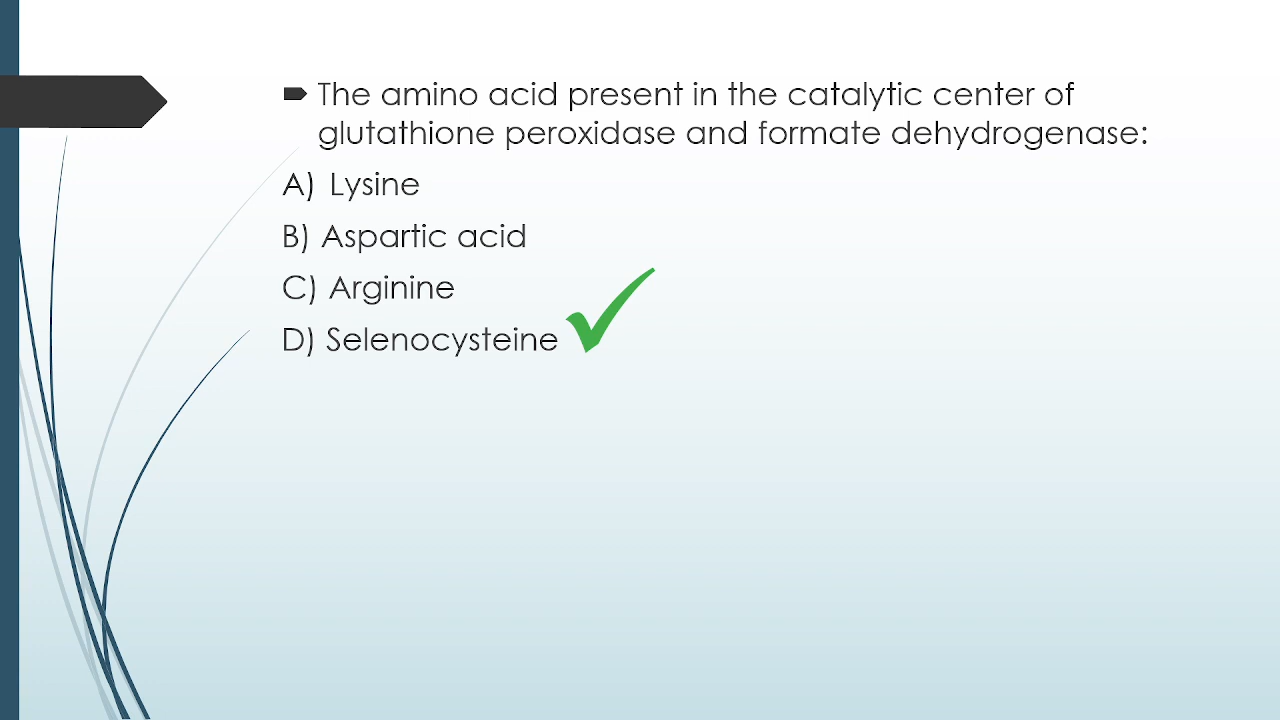 The amino acid present in the catalytic center of
glutathione peroxidase and formate dehydrogenase:
A) Lysine
B) Aspartic acid
C) Arginine
D) Selenocysteine